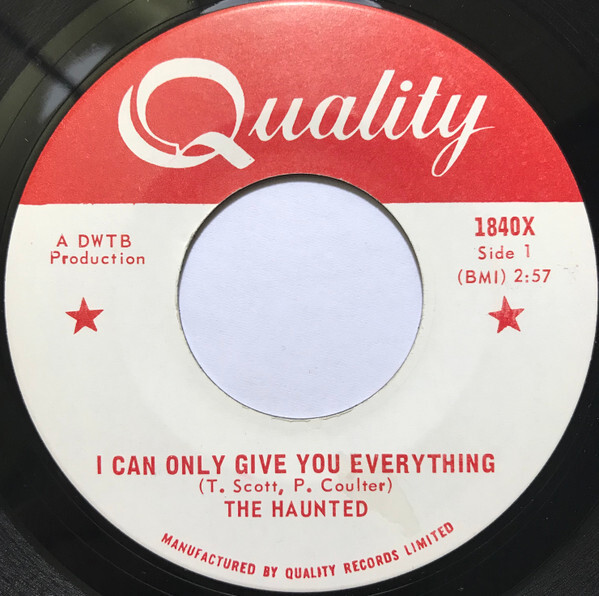 Quality
A DWTB
Production
1840X
Side 1
(BMI) 2:57
I CAN ONLY GIVE YOU EVERYTHING
(T. Scott, P. Coulter)
THE HAUNTED
MANUFACTURED BY QUALITY RECORDS LIMITED